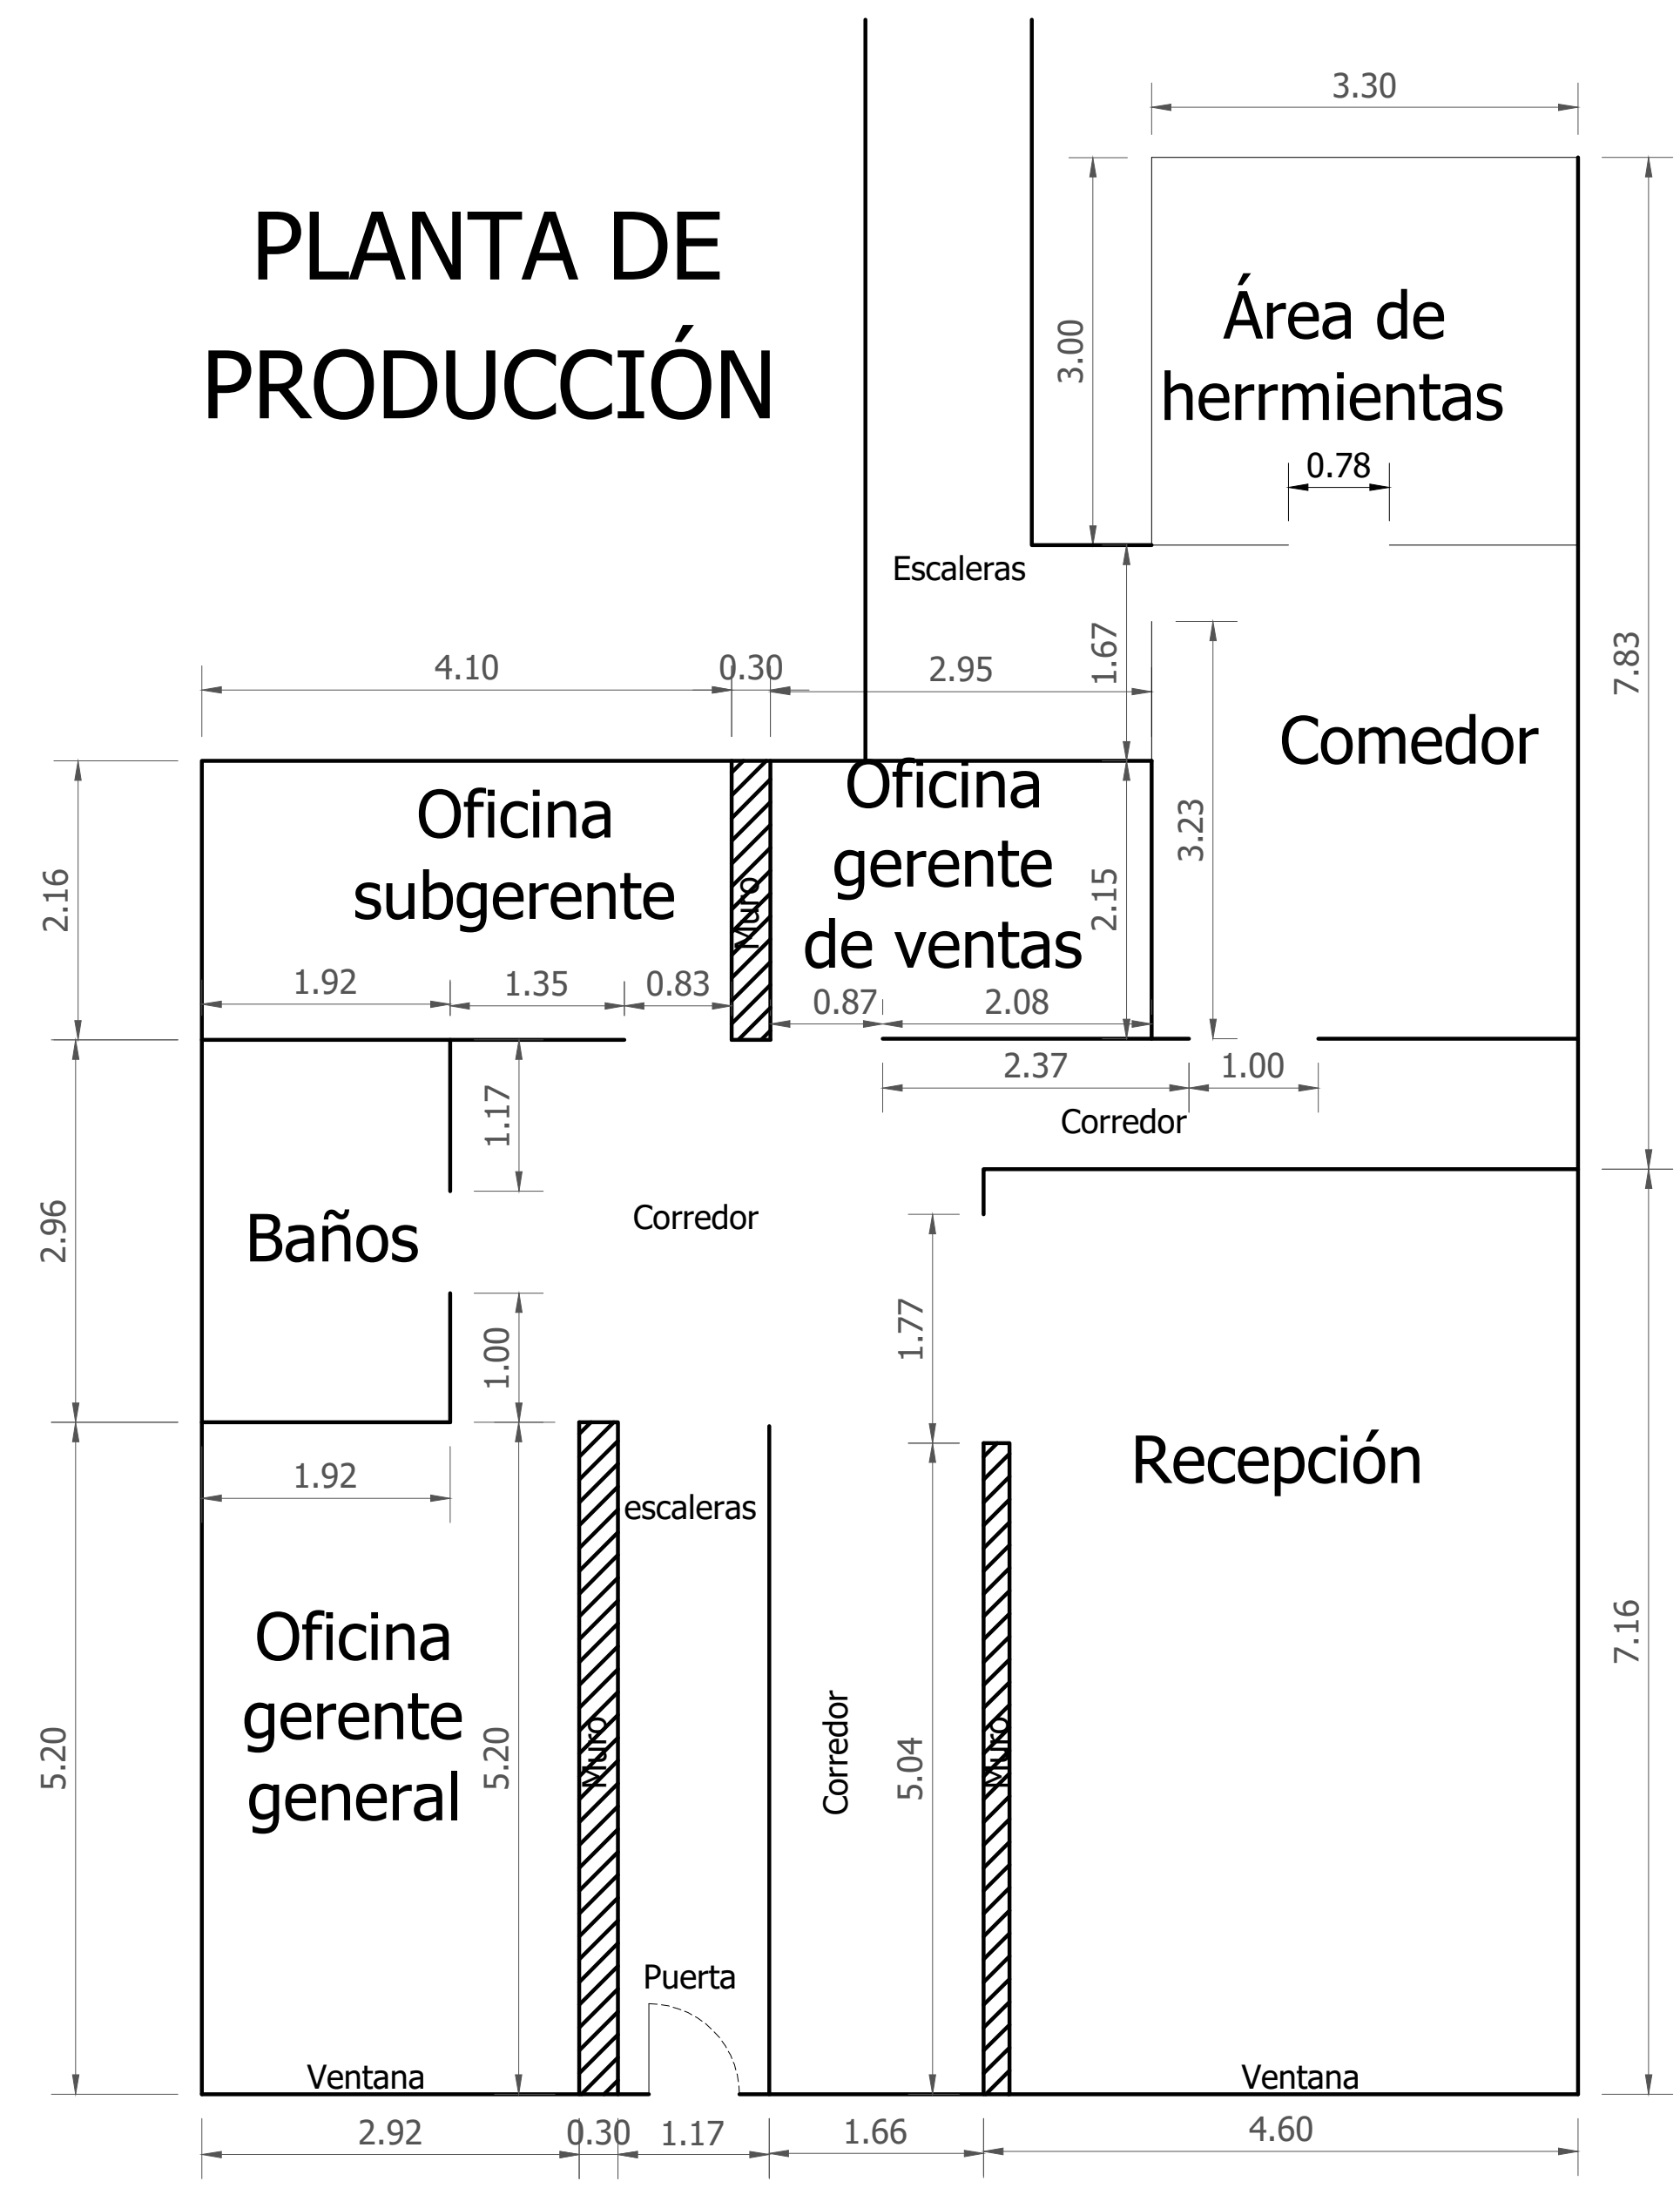 3.30
PLANTA DE
PRODUCCIÓN
Área de
herrmientas
3.00
0.78
Escaleras
4.10
0.30
2.95
1.67
7.83
Comedor
Oficina
subgerente
Muro
Oficina
gerente
de ventas
2.15
3.23
2.16
1.92
1.35
0.83
0.87
2.08
2.37
1.00
1.17
Corredor
2.96
Baños
Corredor
1.77
1.00
Recepción
1.92
escaleras
Oficina
gerente
general
5.20
5.20
Muro
Corredor
5.04
Muro
7.16
Puerta
Ventana
Ventana
2.92
0.30
1.17
1.66
4.60